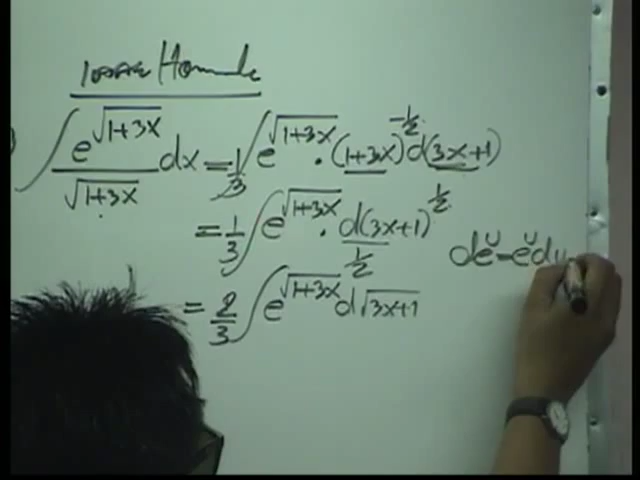 ∫ e^√(1+3x) / √(1+3x) dx = 1/3 ∫ e^√(1+3x) · (1+3x)^(-1/2) d(3x+1)
= 1/3 ∫ e^√(1+3x) · d(3x+1)^(1/2) / (1/2)
de^u = e^u du
= 2/3 ∫ e^√(1+3x) d√(3x+1)